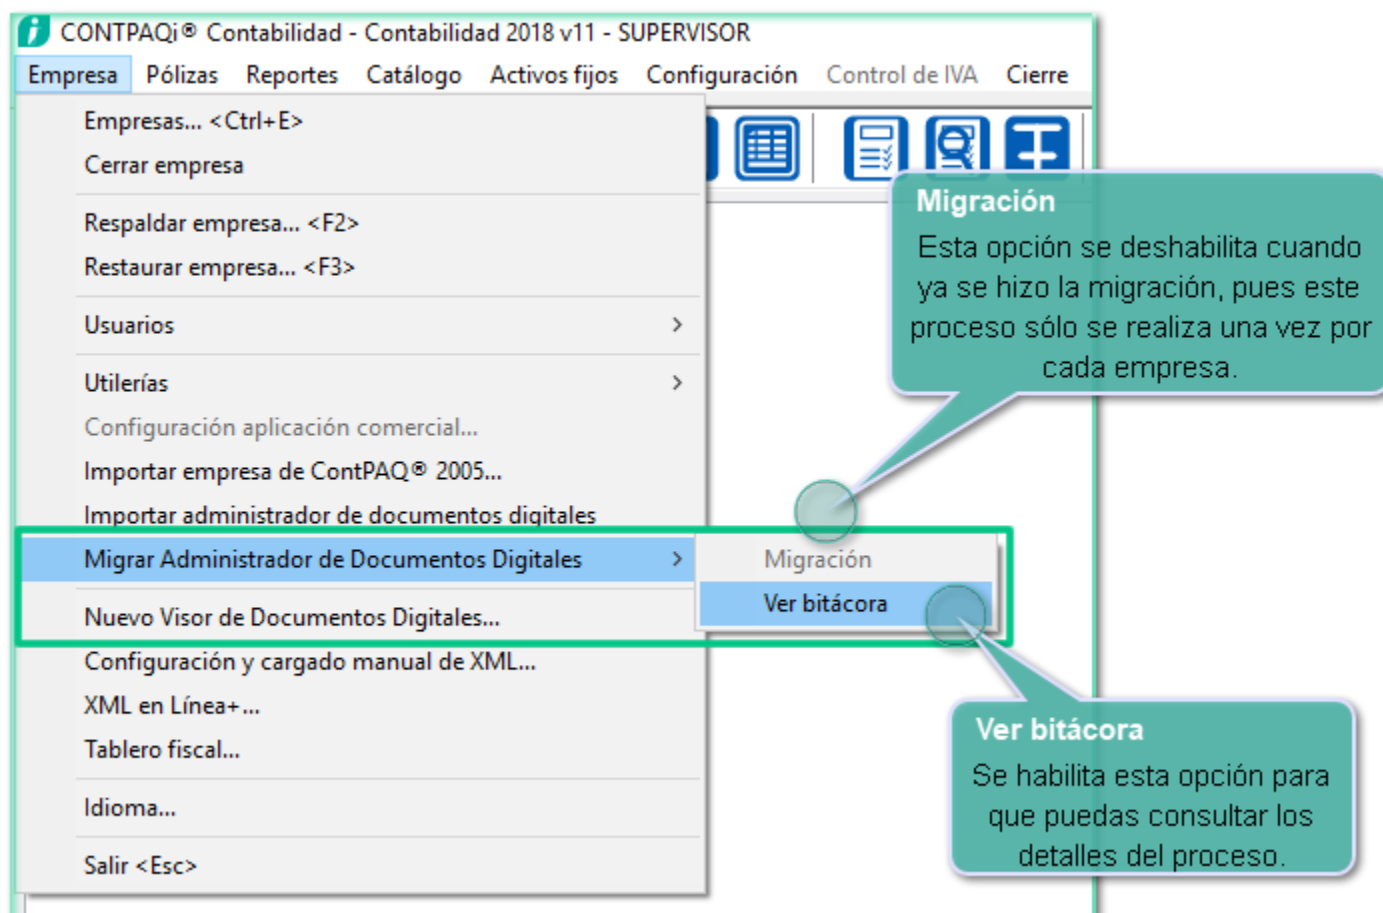 CONTPAQi® Contabilidad - Contabilidad 2018 v11 - SUPERVISOR
Empresa Pólizas Reportes Catálogo Activos fijos Configuración Control de IVA Cierre
Empresas... <Ctrl+E>
Cerrar empresa
Respaldar empresa... <F2>
Restaurar empresa... <F3>
Usuarios
Utilerías
Configuración aplicación comercial...
Importar empresa de ContPAQ® 2005...
Importar administrador de documentos digitales
Migrar Administrador de Documentos Digitales
Nuevo Visor de Documentos Digitales...
Configuración y cargado manual de XML...
XML en Línea+...
Tablero fiscal...
Idioma...
Salir <Esc>
Migración
Ver bitácora
Migración
Esta opción se deshabilita cuando
ya se hizo la migración, pues este
proceso sólo se realiza una vez por
cada empresa.
Ver bitácora
Se habilita esta opción para
que puedas consultar los
detalles del proceso.